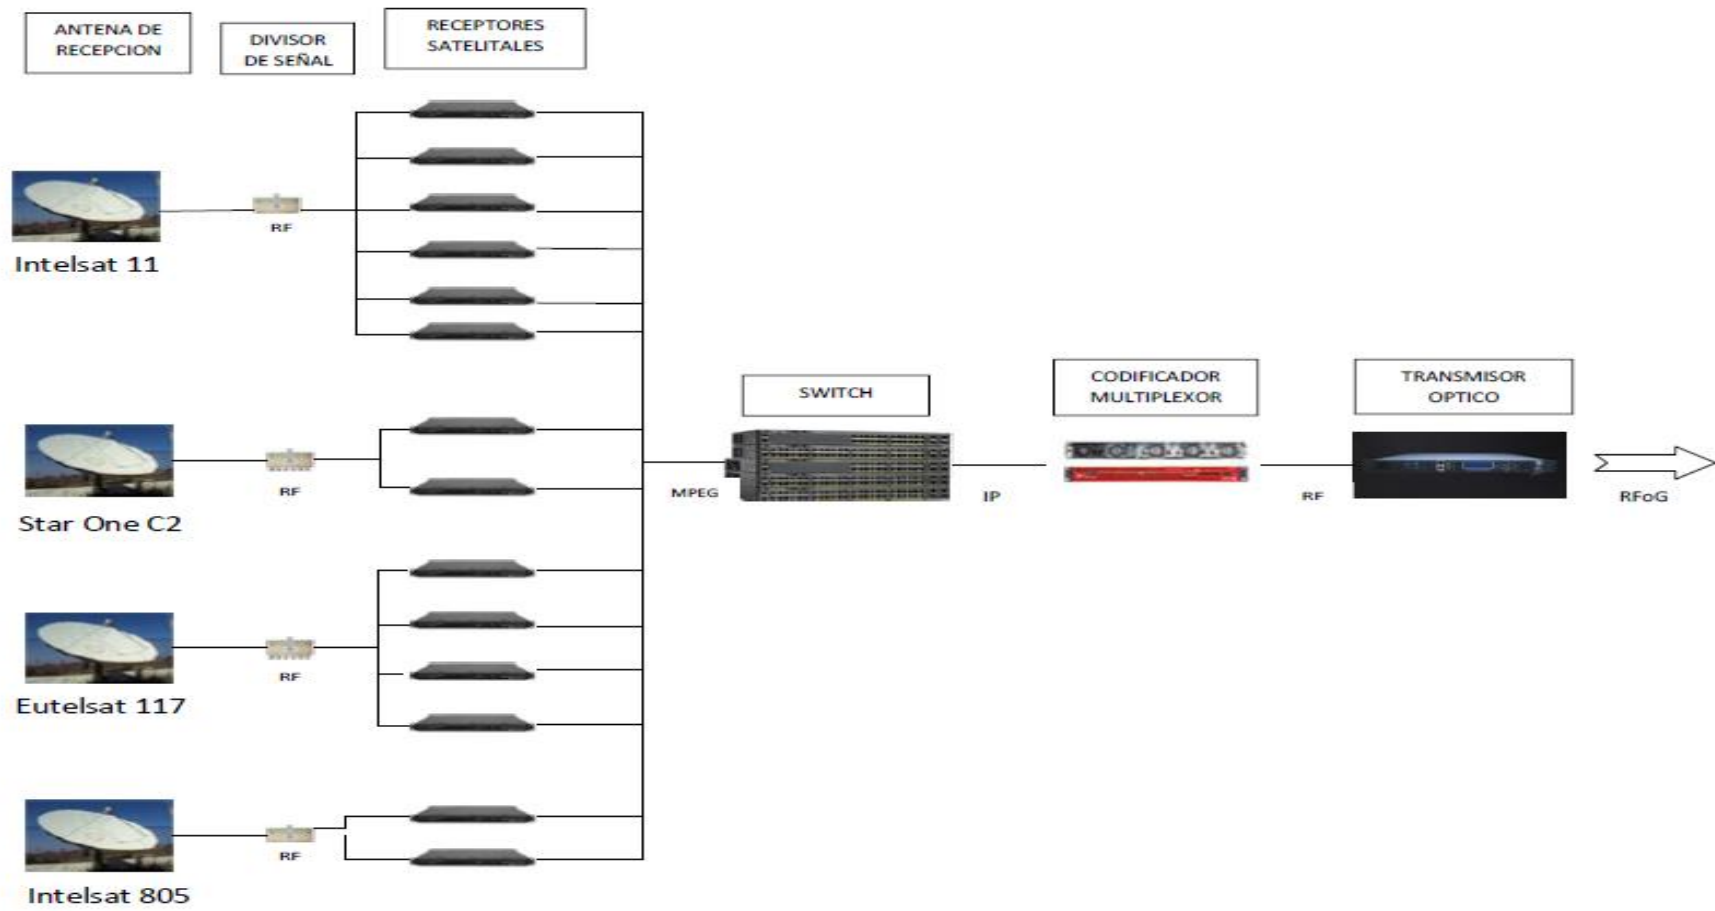 ANTENA DE
RECEPCION
DIVISOR
DE SEÑAL
RECEPTORES
SATELITALES
RF
Intelsat 11
RF
Star One C2
RF
Eutelsat 117
RF
Intelsat 805
MPEG
SWITCH
IP
CODIFICADOR
MULTIPLEXOR
RF
TRANSMISOR
OPTICO
RFoG